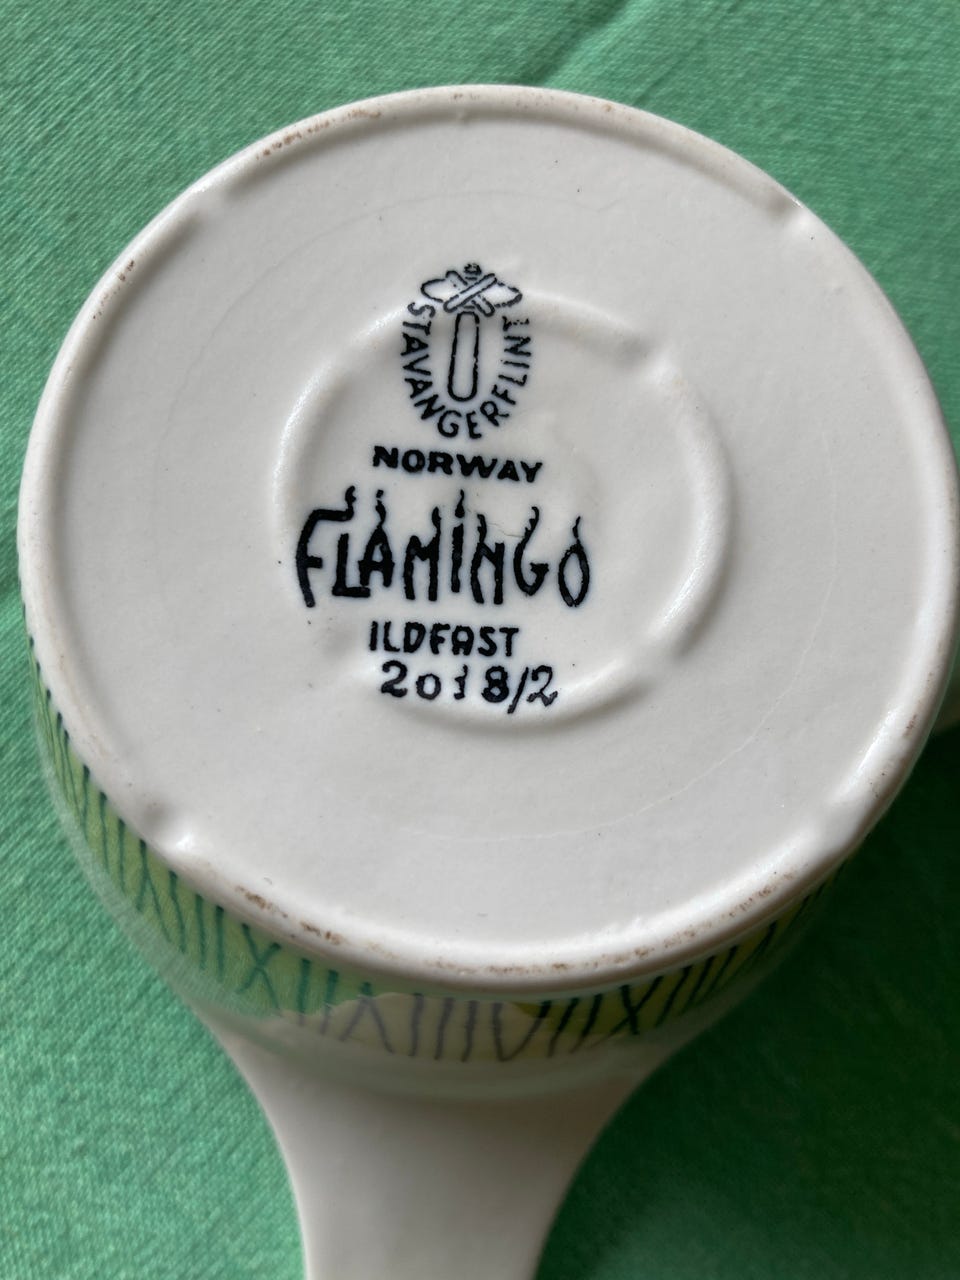 STAVANGERFLINT
NORWAY
FLAMINGO
ILDFAST
2018/2